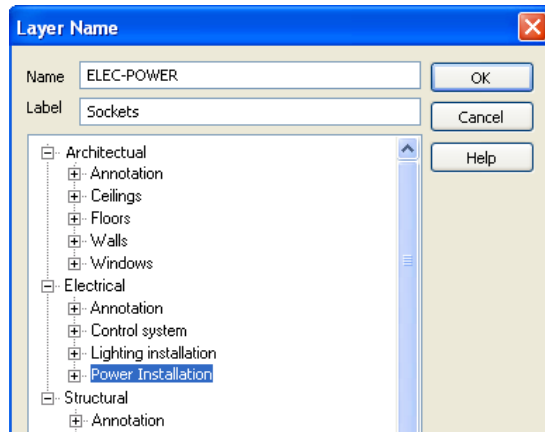 Layer Name
Name ELEC-POWER OK
Label Sockets Cancel
Help
Architectual
Annotation
Ceilings
Floors
Walls
Windows
Electrical
Annotation
Control system
Lighting installation
Power Installation
Structural
Annotation